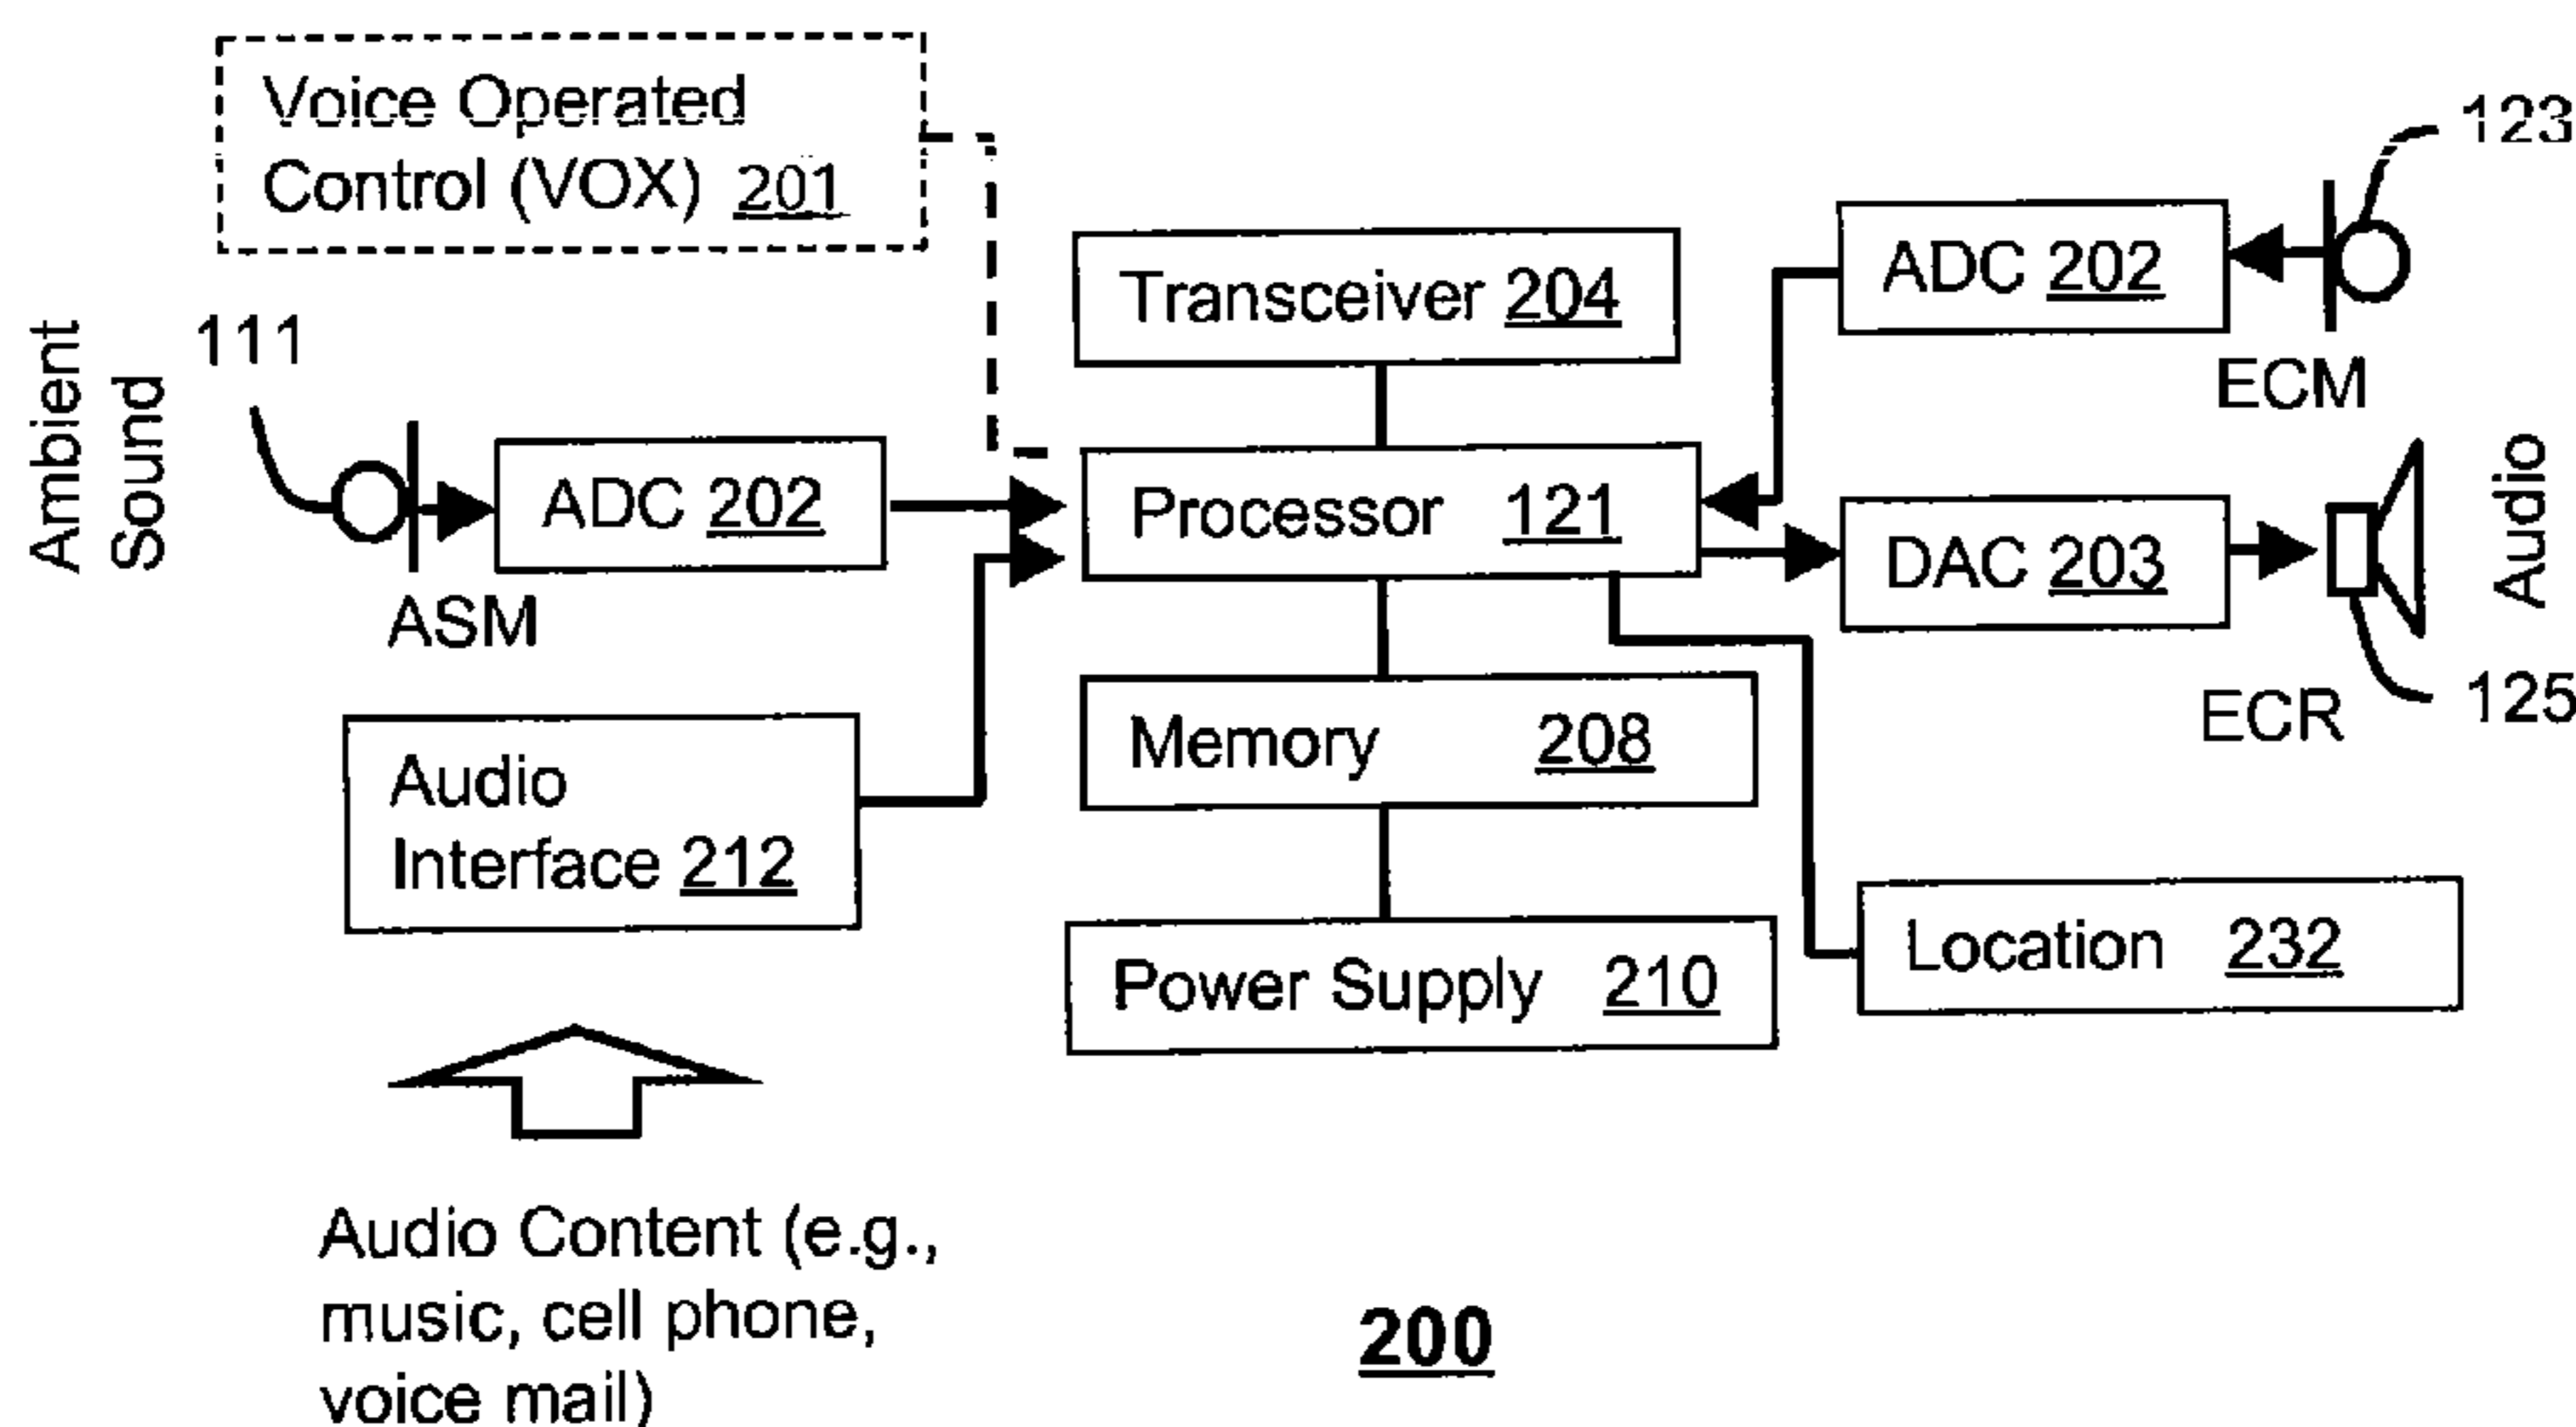 Voice Operated
Control (VOX) 201
123
Transceiver 204
ADC 202
ECM
Ambient
Sound
111
ADC 202
ASM
Processor 121
DAC 203
Audio
ECR
125
Memory 208
Audio
Interface 212
Power Supply 210
Location 232
Audio Content (e.g.,
music, cell phone,
voice mail)
200